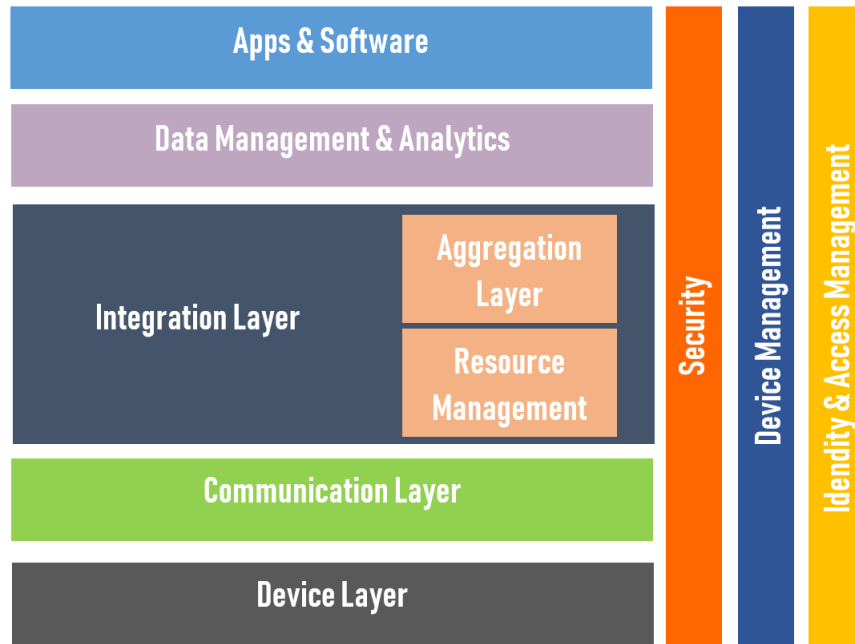 Apps & Software
Data Management & Analytics
Integration Layer
Aggregation
Layer
Resource
Management
Communication Layer
Device Layer
Security
Device Management
Idendity & Access Management